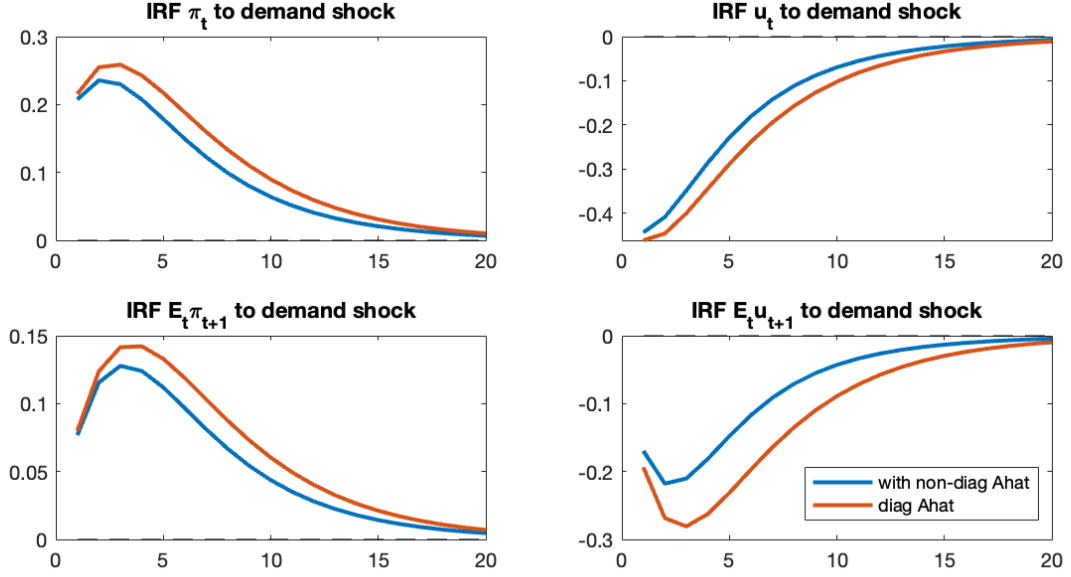 IRF π_t to demand shock
0.3
0.2
0.1
0
0 5 10 15 20
IRF u_t to demand shock
0
-0.1
-0.2
-0.3
-0.4
0 5 10 15 20
IRF E_tπ_{t+1} to demand shock
0.15
0.1
0.05
0
0 5 10 15 20
IRF E_tu_{t+1} to demand shock
0
-0.1
-0.2
-0.3
0 5 10 15 20
with non-diag Ahat
diag Ahat